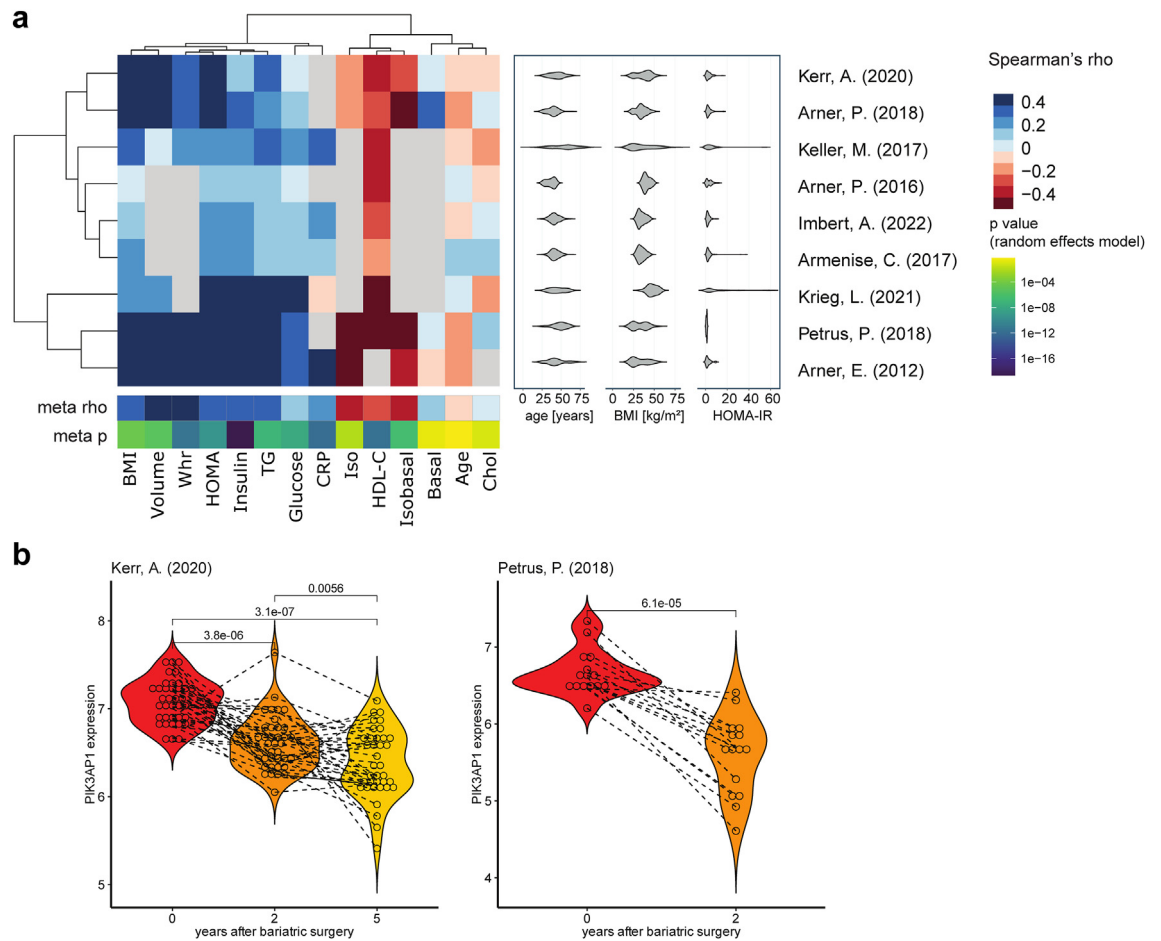 a
Kerr, A. (2020)
Arner, P. (2018)
Keller, M. (2017)
Arner, P. (2016)
Imbert, A. (2022)
Armenise, C. (2017)
Krieg, L. (2021)
Petrus, P. (2018)
Arner, E. (2012)
Spearman's rho
0.4
0.2
0
−0.2
−0.4
p value
(random effects model)
1e−04
1e−08
1e−12
1e−16
0 25 50 75
age [years]
0 25 50 75
BMI [kg/m²]
0 20 40 60
HOMA-IR
meta rho
meta p
BMI
Volume
Whr
HOMA
Insulin
TG
Glucose
CRP
Iso
HDL-C
Isobasal
Basal
Age
Chol
b
Kerr, A. (2020)
0.0056
3.1e-07
3.8e-06
8
7
6
5
PIK3AP1 expression
0 2 5
years after bariatric surgery
Petrus, P. (2018)
6.1e-05
7
6
5
4
PIK3AP1 expression
0 2
years after bariatric surgery